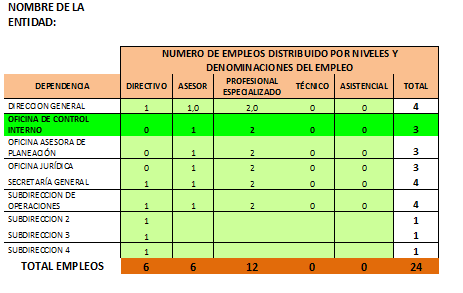 NOMBRE DE LA
ENTIDAD:
NUMERO DE EMPLEOS DISTRIBUIDO POR NIVELES Y
DENOMINACIONES DEL EMPLEO
DEPENDENCIA DIRECTIVO ASESOR PROFESIONAL ESPECIALIZADO TÉCNICO ASISTENCIAL TOTAL
DIRECCION GENERAL 1 1,0 2,0 0 0 4
OFICINA DE CONTROL
INTERNO 0 1 2 0 0 3
OFICINA ASESORA DE
PLANEACIÓN 0 1 2 0 0 3
OFICINA JURÍDICA 0 1 2 0 0 3
SECRETARÍA GENERAL 1 1 2 0 0 4
SUBDIRECCION DE
OPERACIONES 1 1 2 0 0 4
SUBDIRECCION 2 1 1
SUBDIRECCION 3 1 1
SUBDIRECCION 4 1 1
TOTAL EMPLEOS 6 6 12 0 0 24